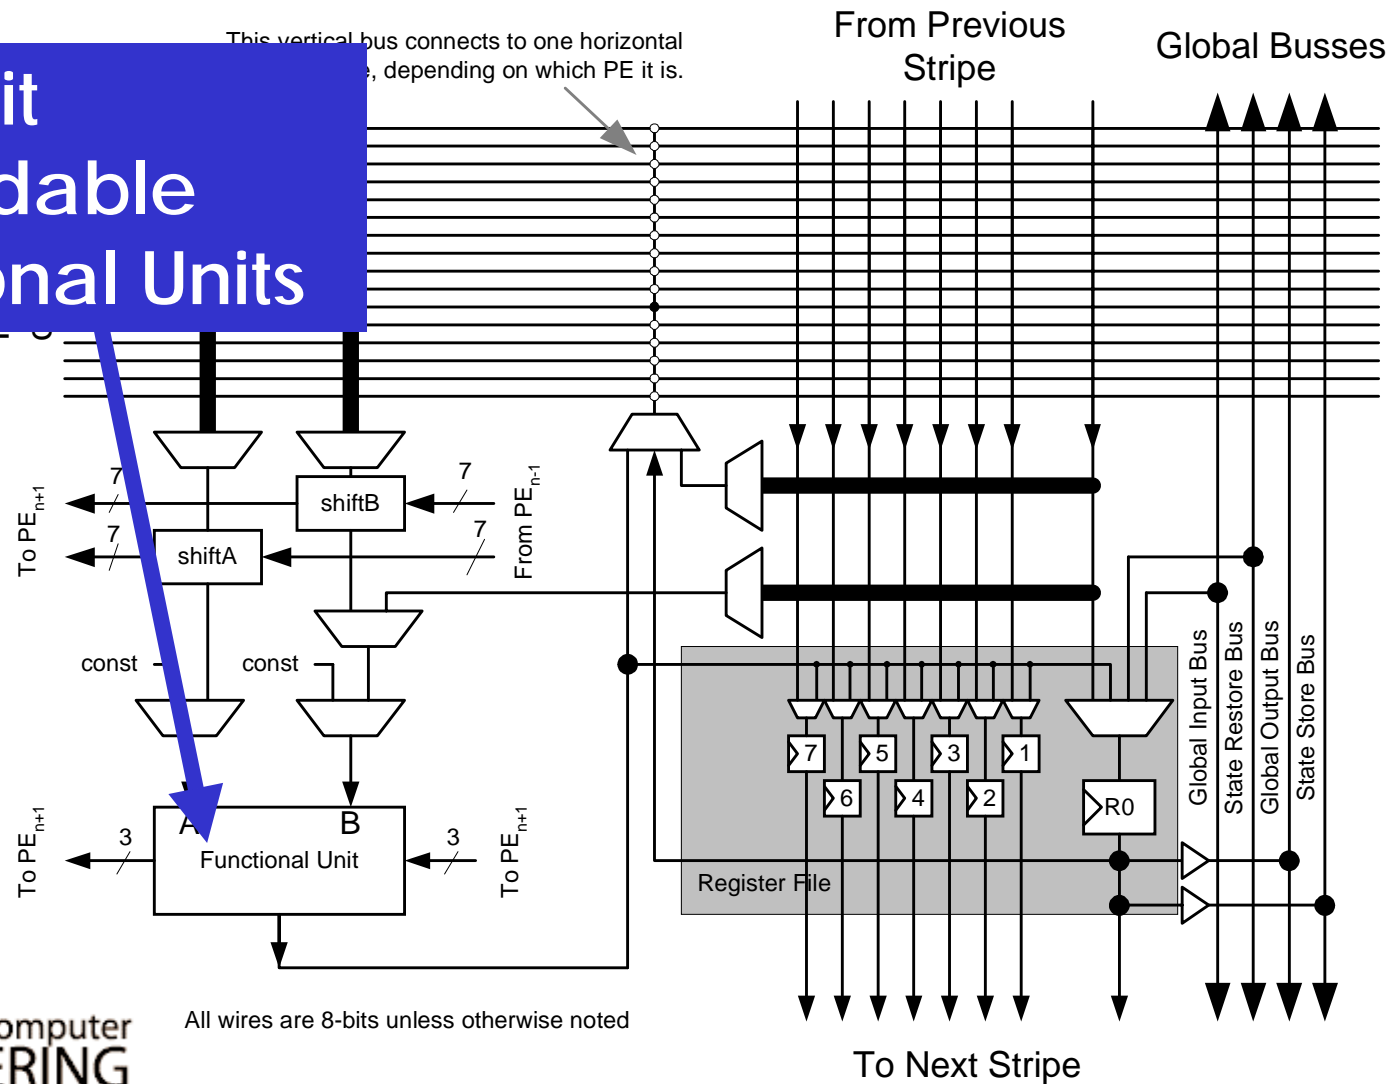 This vertical bus connects to one horizontal
, depending on which PE it is.
From Previous
Stripe
Global Busses
it
dable
onal Units
7
7
shiftB
To PEn+1
From PEn-1
7
7
shiftA
const
const
Global Input Bus
State Restore Bus
Global Output Bus
State Store Bus
7
5
3
1
6
4
2
R0
A
B
To PEn+1
3
Functional Unit
3
To PEn+1
Register File
All wires are 8-bits unless otherwise noted
omputer
ERING
To Next Stripe